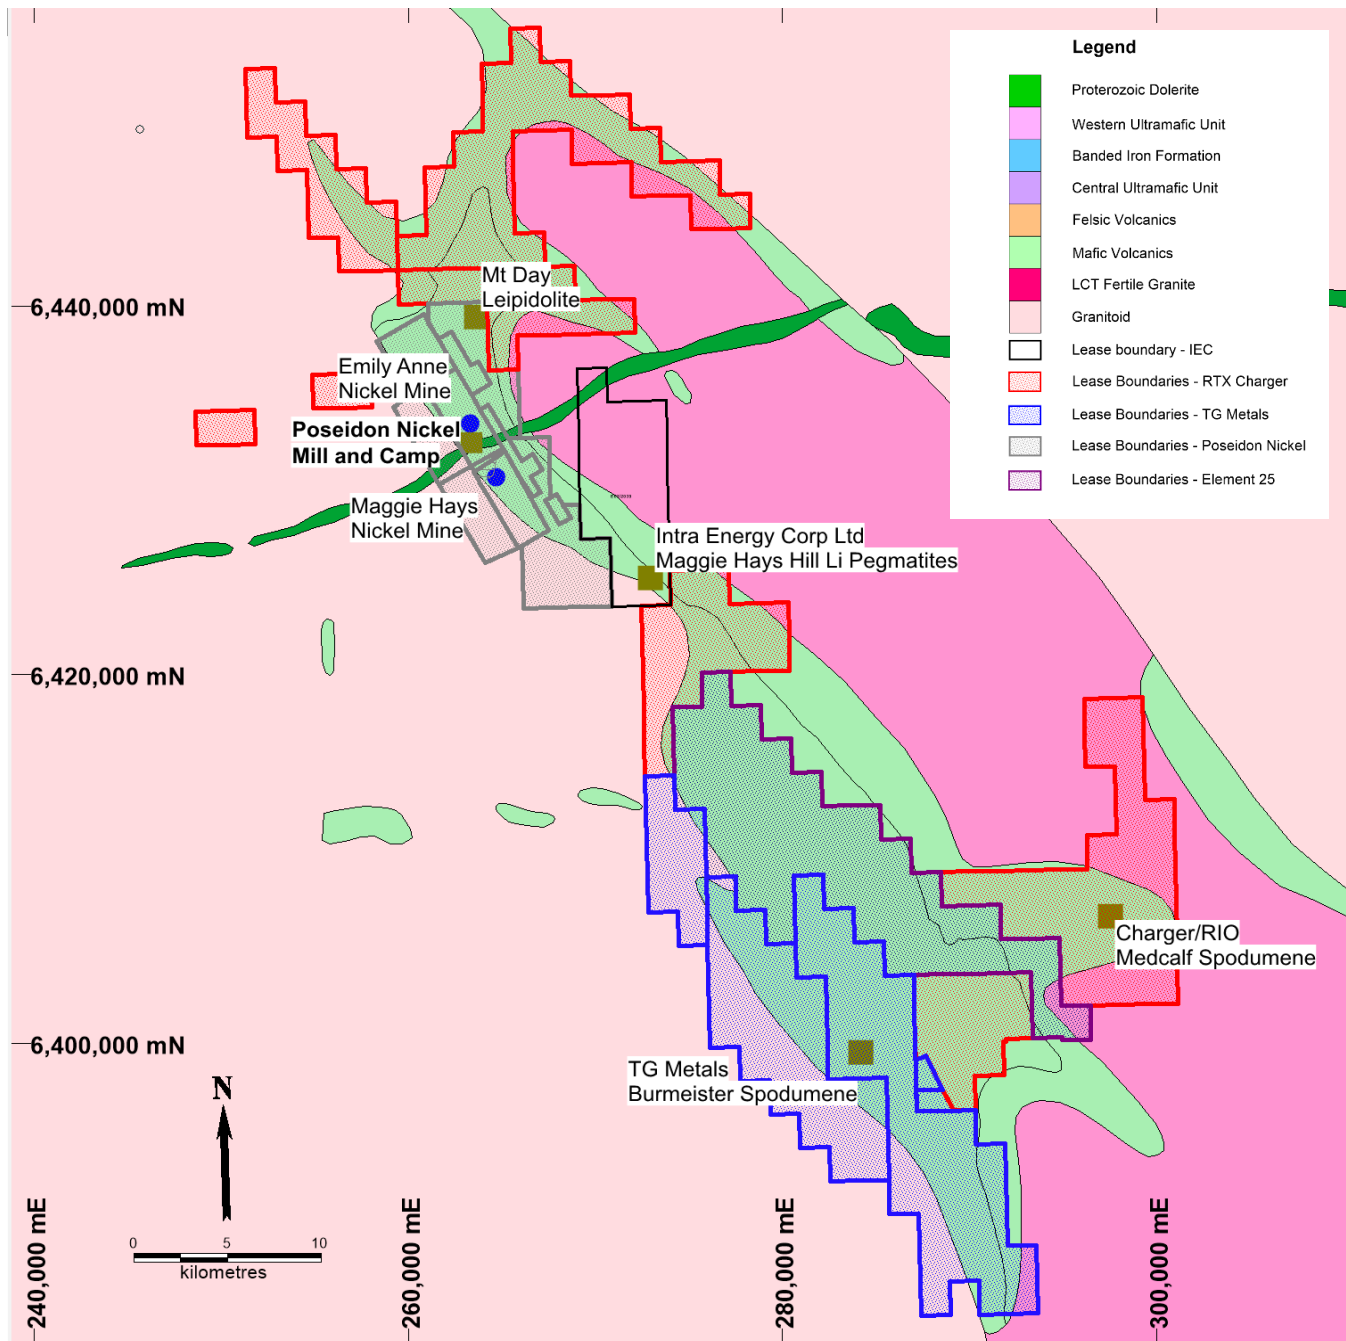 Legend
Proterozoic Dolerite
Western Ultramafic Unit
Banded Iron Formation
Central Ultramafic Unit
Felsic Volcanics
Mafic Volcanics
LCT Fertile Granite
Granitoid
Lease boundary - IEC
Lease Boundaries - RTX Charger
Lease Boundaries - TG Metals
Lease Boundaries - Poseidon Nickel
Lease Boundaries - Element 25
Mt Day
Leipidolite
6,440,000 mN
Emily Anne
Nickel Mine
Poseidon Nickel
Mill and Camp
Maggie Hays
Nickel Mine
Intra Energy Corp Ltd
Maggie Hays Hill Li Pegmatites
6,420,000 mN
Charger/RIO
Medcalf Spodumene
6,400,000 mN
TG Metals
Burmeister Spodumene
N
0 5 10
kilometres
240,000 mE
260,000 mE
280,000 mE
300,000 mE